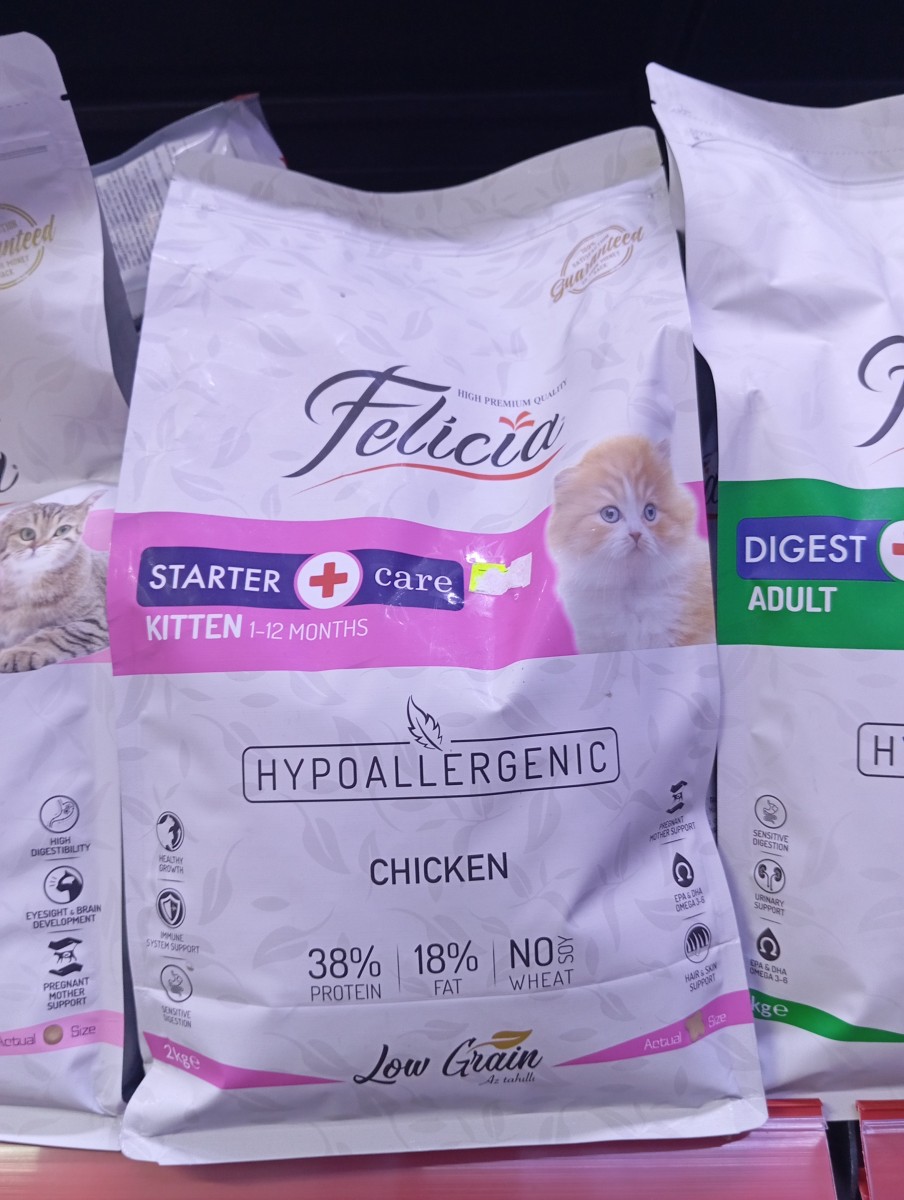 Guaranteed
HIGH PREMIUM QUALITY
Felicia
STARTER + care
KITTEN 1-12 MONTHS
HYPOALLERGENIC
CHICKEN
38%
PROTEIN
18%
FAT
NO
WHEAT
SOY
HEALTHY
GROWTH
IMMUNE
SYSTEM SUPPORT
SENSITIVE
DIGESTION
PREGNANT
MOTHER SUPPORT
EPA & DHA
OMEGA 3-6
HAIR & SKIN
SUPPORT
2kg e
Low Grain
Az tahıllı
Actual Size
HIGH
DIGESTIBILITY
EYESIGHT & BRAIN
DEVELOPMENT
PREGNANT
MOTHER
SUPPORT
Actual Size
DIGEST
ADULT
SENSITIVE
DIGESTION
URINARY
SUPPORT
EPA & DHA
OMEGA 3-6
kg e